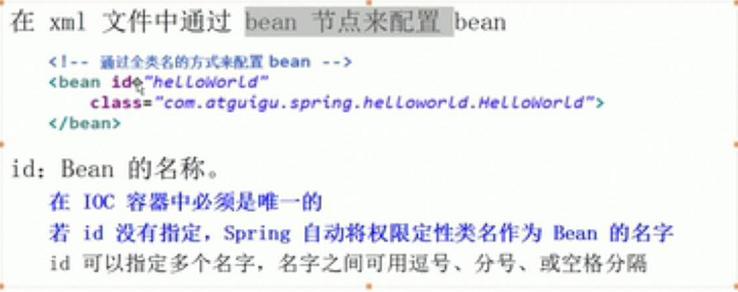 在 xml 文件中通过 bean 节点来配置 bean
<!-- 通过全类名的方式来配置 bean -->
<bean id="helloWorld"
class="com.atguigu.spring.helloworld.HelloWorld">
</bean>
id：Bean 的名称。
在 IOC 容器中必须是唯一的
若 id 没有指定，Spring 自动将权限定性类名作为 Bean 的名字
id 可以指定多个名字，名字之间可用逗号、分号、或空格分隔